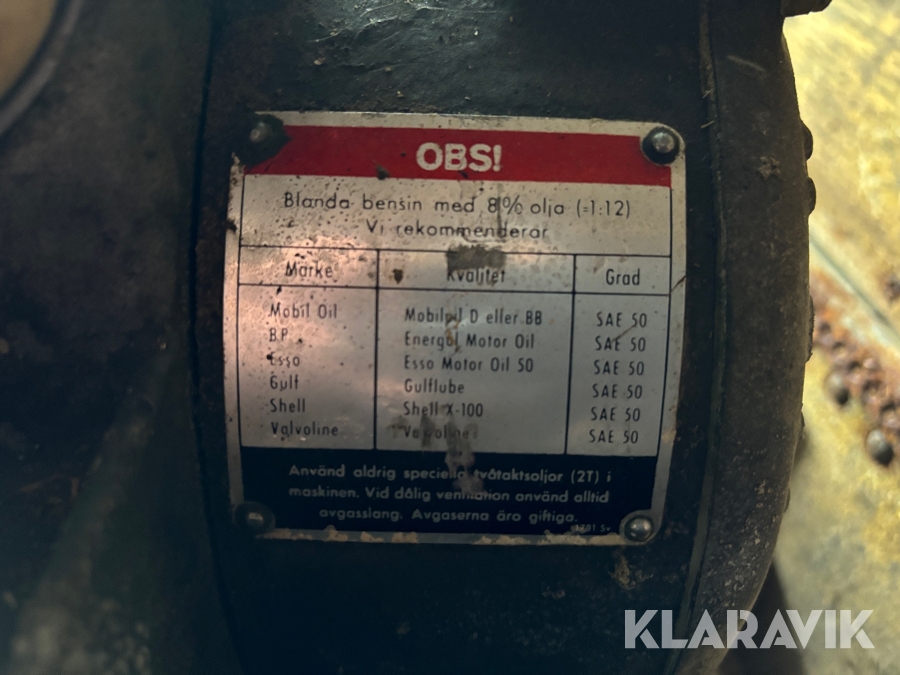 OBS!
Blanda bensin med 8% olja (=1:12)
Vi rekommenderar
Märke Kvalitet Grad
Mobil Oil Mobiloil D eller BB SAE 50
BP Energol Motor Oil SAE 50
Esso Esso Motor Oil 50 SAE 50
Gulf Gulflube SAE 50
Shell Shell X-100 SAE 50
Valvoline Valvoline SAE 50
Använd aldrig speciella tvåtaktsoljor (2T) i
maskinen. Vid dålig ventilation använd alltid
avgasslang. Avgaserna äro giftiga.
KLARAVIK